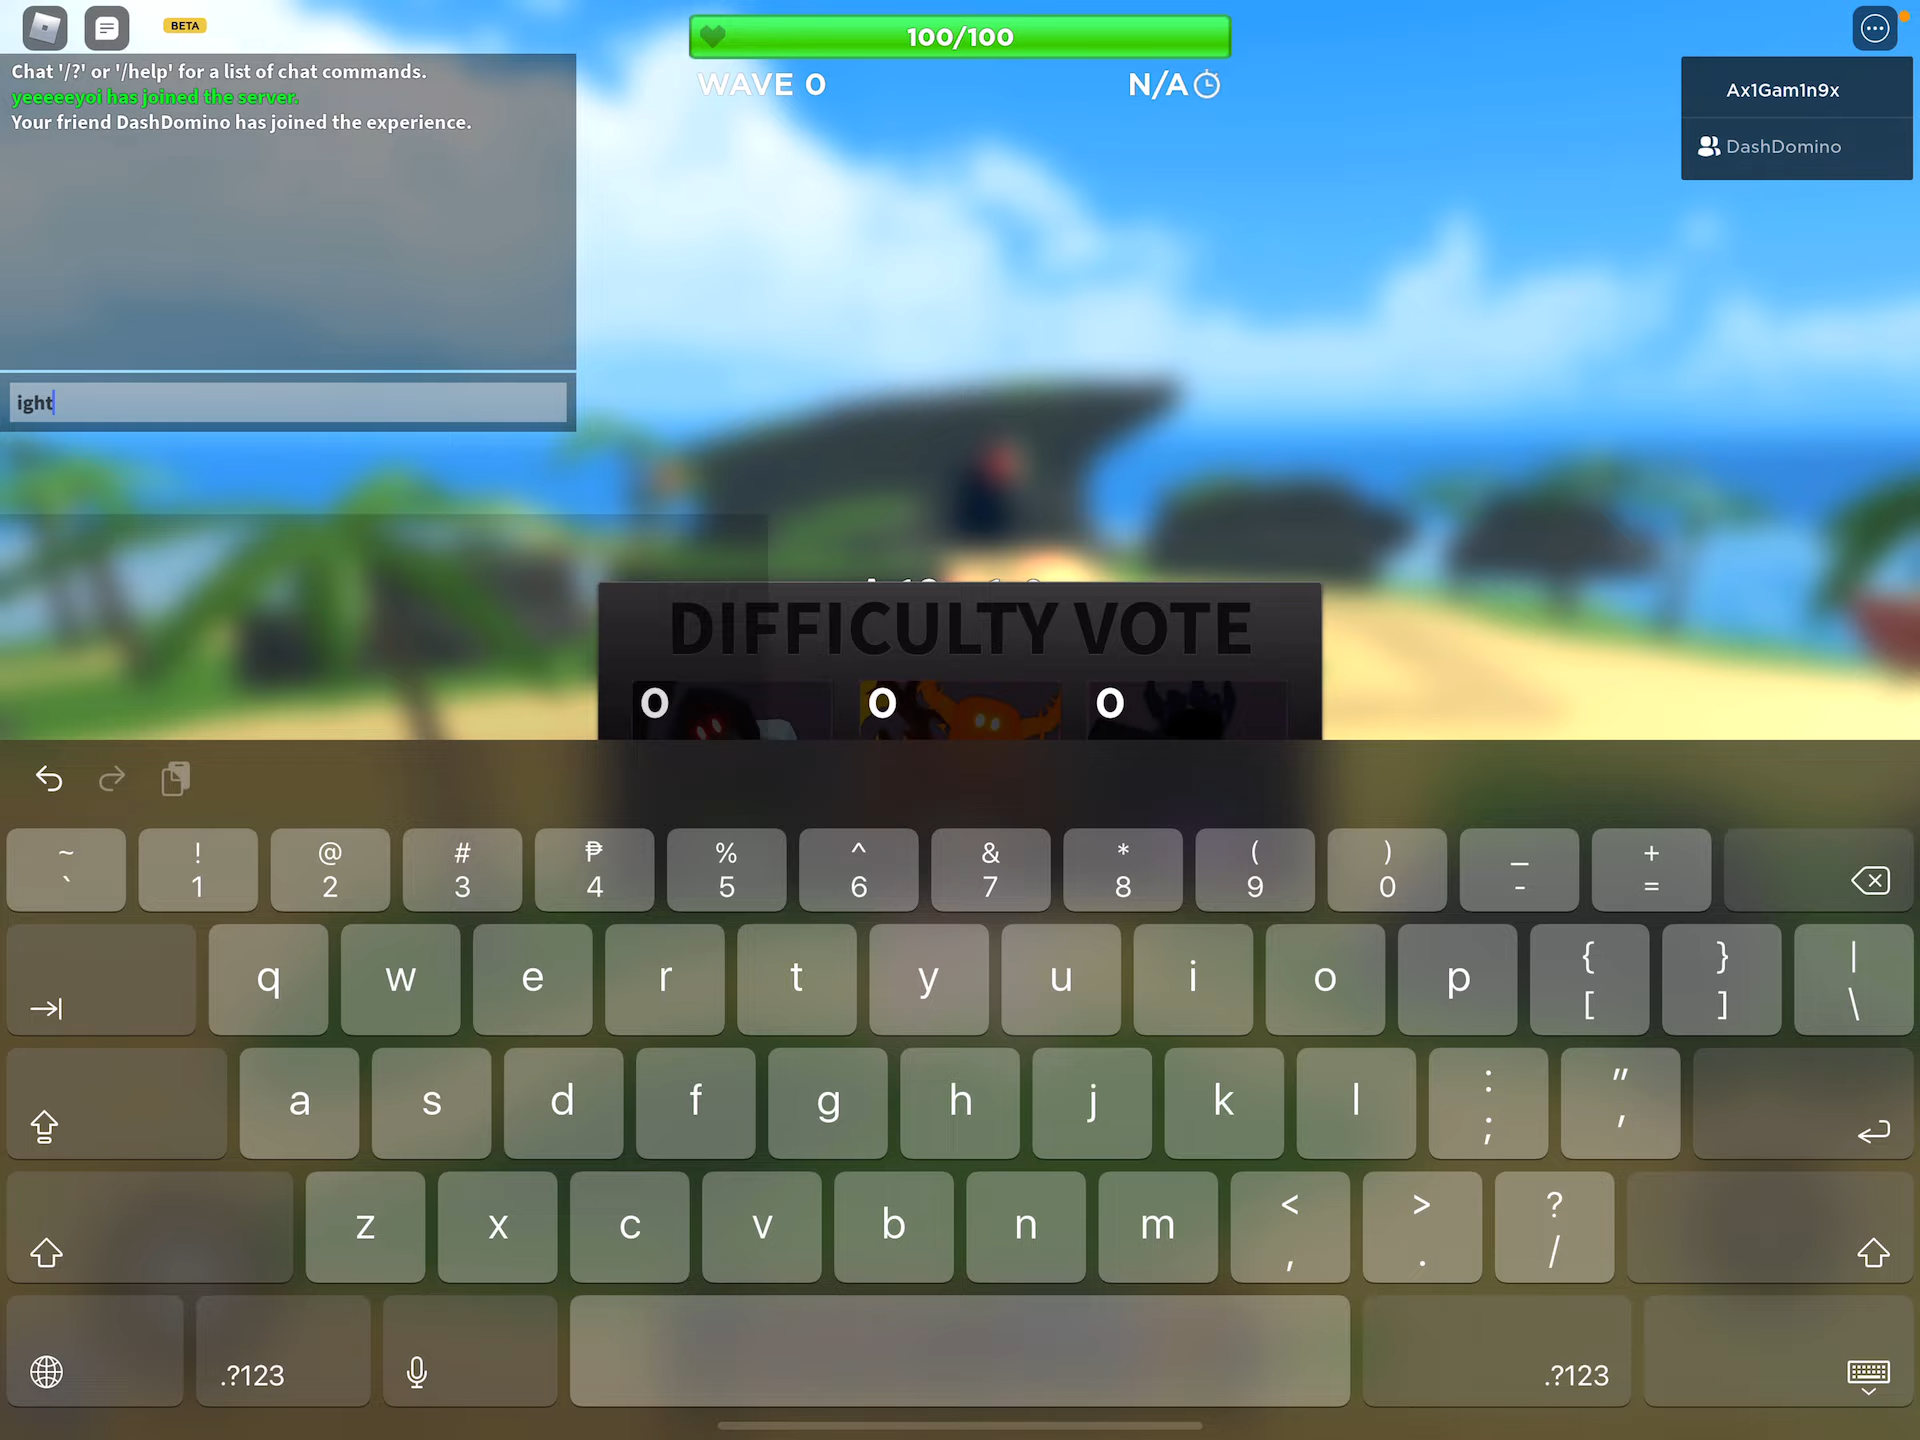 BETA
100/100
WAVE 0
N/A
Chat '/?' or '/help' for a list of chat commands.
yeeeeeyoi has joined the server.
Your friend DashDomino has joined the experience.
Ax1Gam1n9x
DashDomino
ight
DIFFICULTY VOTE
0 0 0
~ ! @ # ₱ % ^ & * ( ) _ +
` 1 2 3 4 5 6 7 8 9 0 - =
q w e r t y u i o p { } |
[ ] \
a s d f g h j k l : "
; '
z x c v b n m < > ?
, . /
.?123 .?123